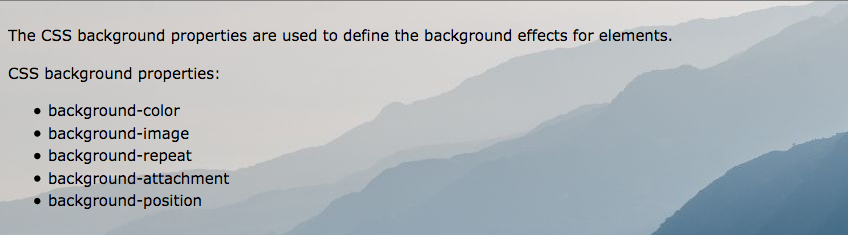 The CSS background properties are used to define the background effects for elements.
CSS background properties:
• background-color
• background-image
• background-repeat
• background-attachment
• background-position